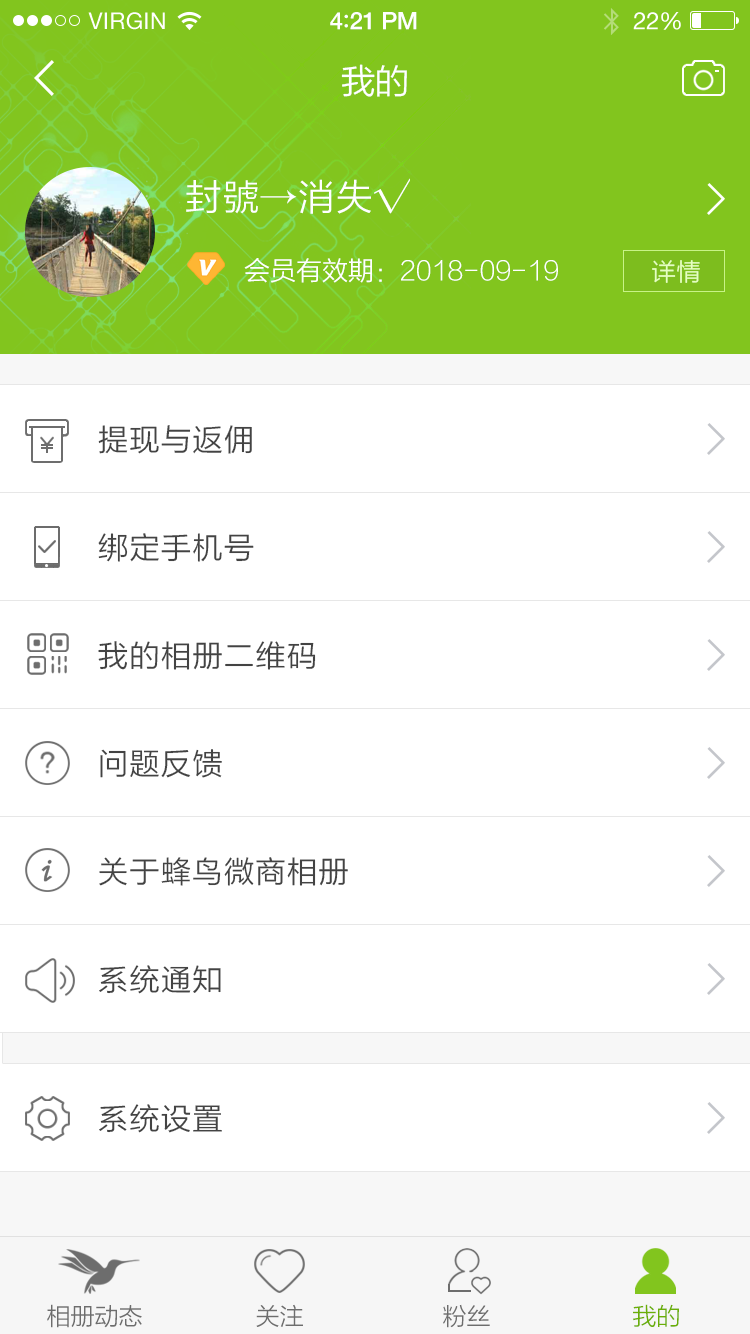 VIRGIN 4:21 PM 22%
我的
封號→消失√
V 会员有效期：2018-09-19 详情
¥ 提现与返佣
绑定手机号
我的相册二维码
? 问题反馈
i 关于蜂鸟微商相册
系统通知
系统设置
相册动态 关注 粉丝 我的